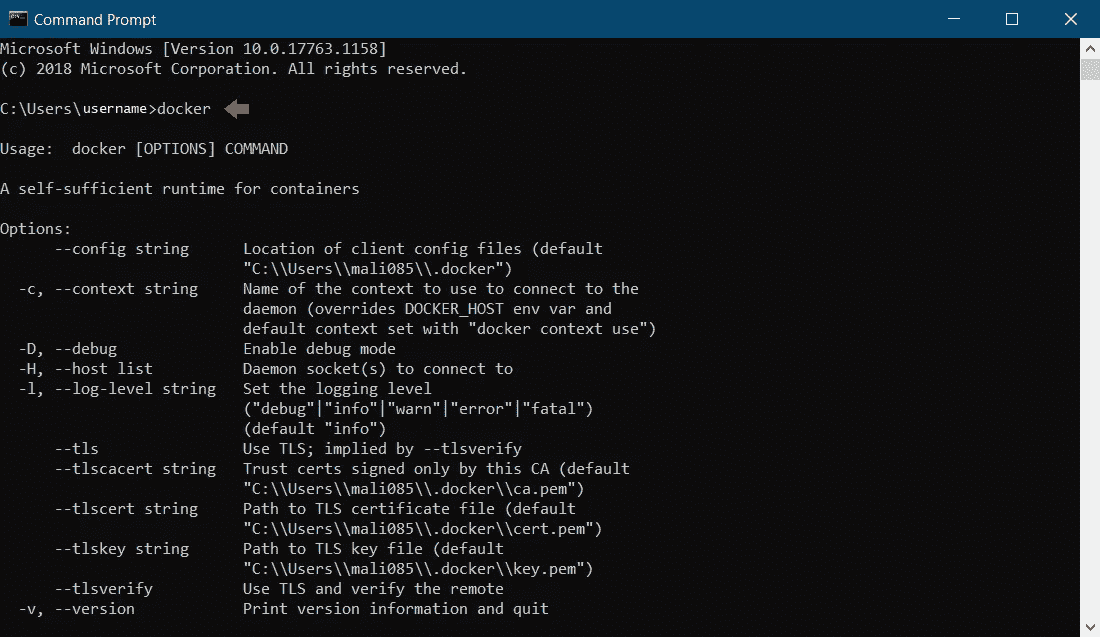 Command Prompt
Microsoft Windows [Version 10.0.17763.1158]
(c) 2018 Microsoft Corporation. All rights reserved.
C:\Users\username>docker
Usage:  docker [OPTIONS] COMMAND
A self-sufficient runtime for containers
Options:
      --config string      Location of client config files (default
                           "C:\\Users\\mali085\\.docker")
  -c, --context string     Name of the context to use to connect to the
                           daemon (overrides DOCKER_HOST env var and
                           default context set with "docker context use")
  -D, --debug              Enable debug mode
  -H, --host list          Daemon socket(s) to connect to
  -l, --log-level string   Set the logging level
                           ("debug"|"info"|"warn"|"error"|"fatal")
                           (default "info")
      --tls                Use TLS; implied by --tlsverify
      --tlscacert string   Trust certs signed only by this CA (default
                           "C:\\Users\\mali085\\.docker\\ca.pem")
      --tlscert string     Path to TLS certificate file (default
                           "C:\\Users\\mali085\\.docker\\cert.pem")
      --tlskey string      Path to TLS key file (default
                           "C:\\Users\\mali085\\.docker\\key.pem")
      --tlsverify          Use TLS and verify the remote
  -v, --version            Print version information and quit